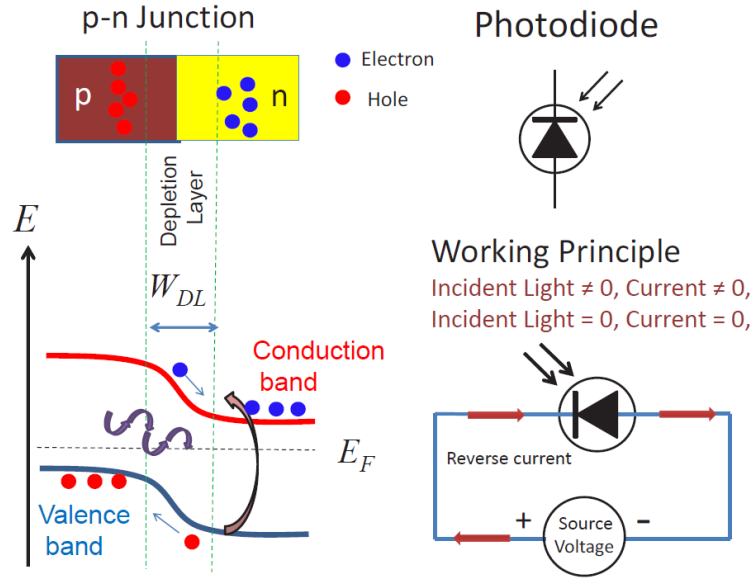 p-n Junction
p
n
Electron
Hole
Depletion
Layer
E
W_DL
Conduction
band
E_F
Valence
band
Photodiode
Working Principle
Incident Light ≠ 0, Current ≠ 0,
Incident Light = 0, Current = 0,
Reverse current
+
Source
Voltage
−